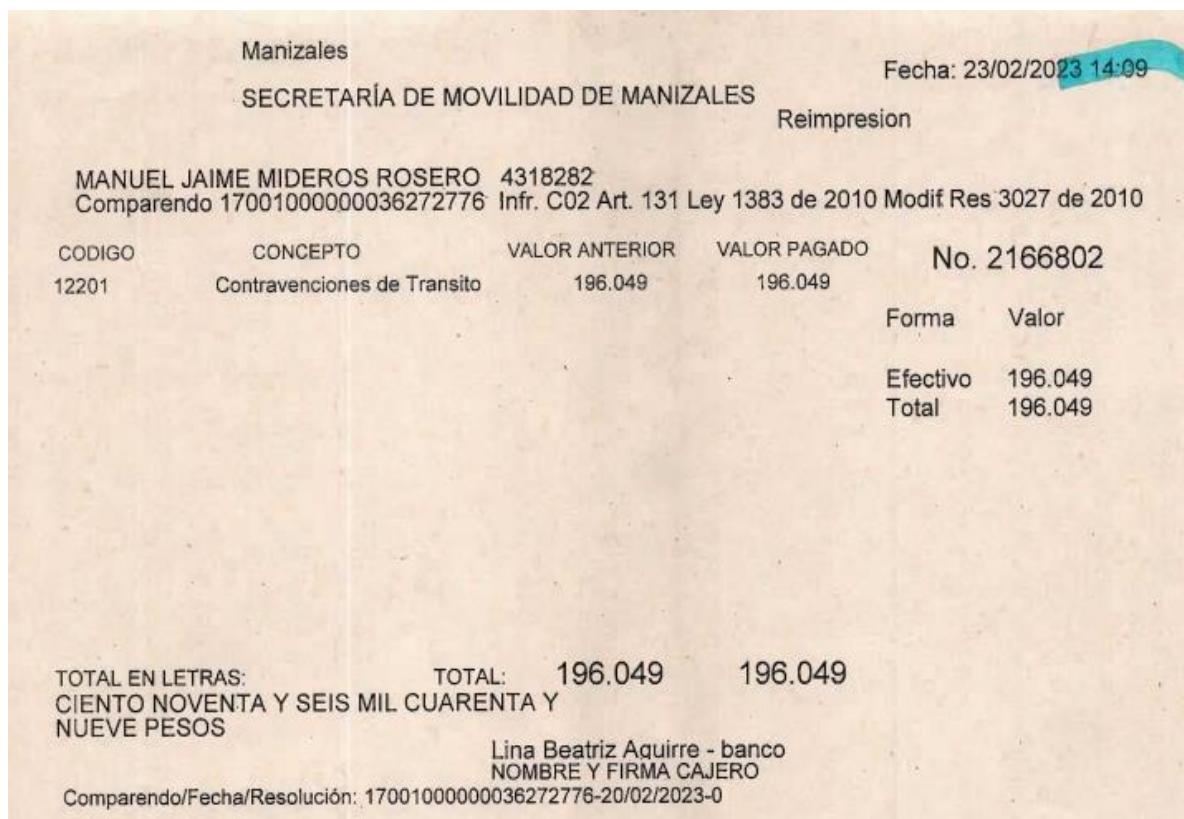 Manizales
Fecha: 23/02/2023 14:09
SECRETARÍA DE MOVILIDAD DE MANIZALES
Reimpresion
MANUEL JAIME MIDEROS ROSERO 4318282
Comparendo 17001000000036272776 Infr. C02 Art. 131 Ley 1383 de 2010 Modif Res 3027 de 2010
CODIGO CONCEPTO VALOR ANTERIOR VALOR PAGADO No. 2166802
12201 Contravenciones de Transito 196.049 196.049
Forma Valor
Efectivo 196.049
Total 196.049
TOTAL EN LETRAS: TOTAL: 196.049 196.049
CIENTO NOVENTA Y SEIS MIL CUARENTA Y
NUEVE PESOS
Lina Beatriz Aguirre - banco
NOMBRE Y FIRMA CAJERO
Comparendo/Fecha/Resolución: 17001000000036272776-20/02/2023-0